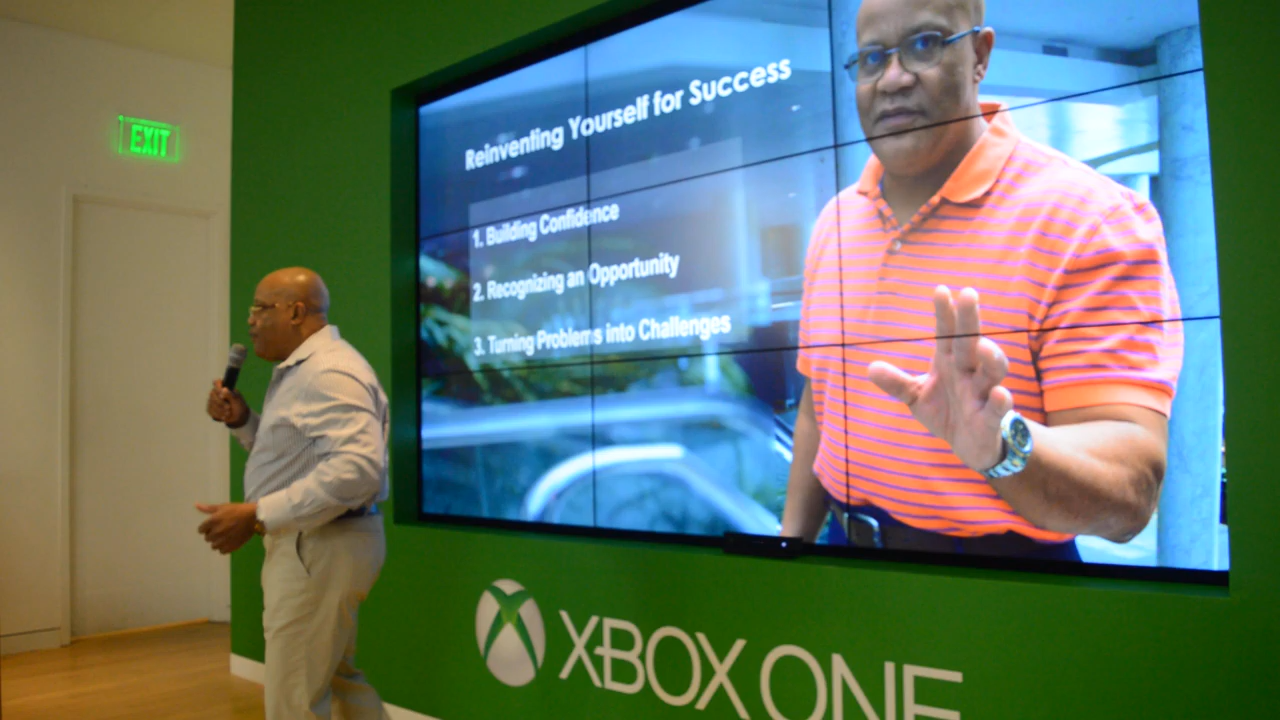 EXIT
Reinventing Yourself for Success
1. Building Confidence
2. Recognizing an Opportunity
3. Turning Problems into Challenges
XBOX ONE